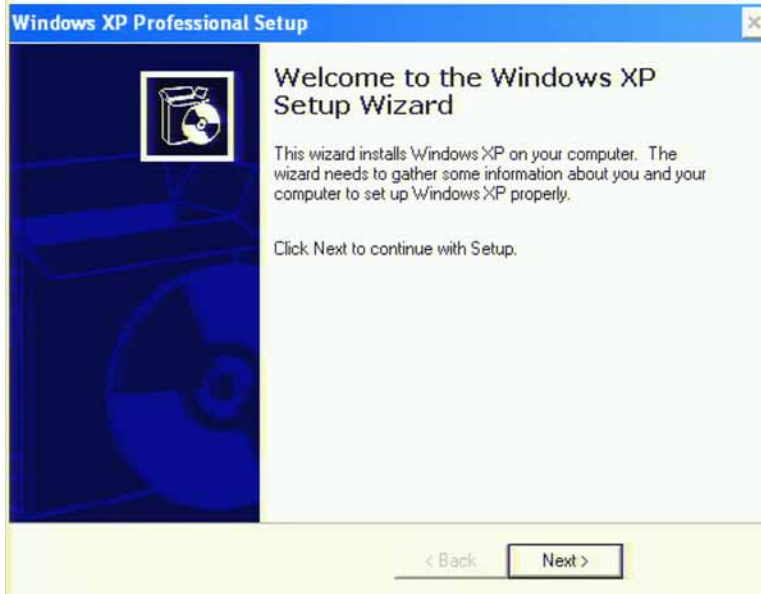 Windows XP Professional Setup
Welcome to the Windows XP
Setup Wizard
This wizard installs Windows XP on your computer. The
wizard needs to gather some information about you and your
computer to set up Windows XP properly.
Click Next to continue with Setup.
< Back
Next >